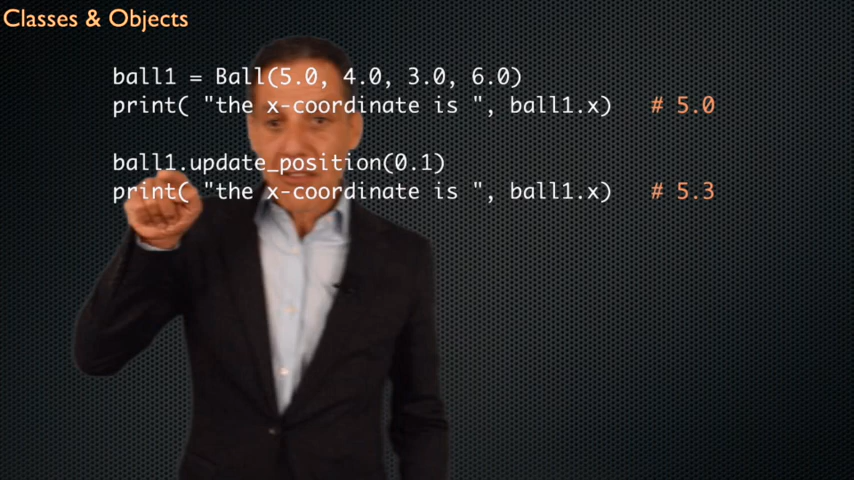 Classes & Objects
ball1 = Ball(5.0, 4.0, 3.0, 6.0)
print( "the x-coordinate is ", ball1.x) # 5.0
ball1.update_position(0.1)
print( "the x-coordinate is ", ball1.x) # 5.3